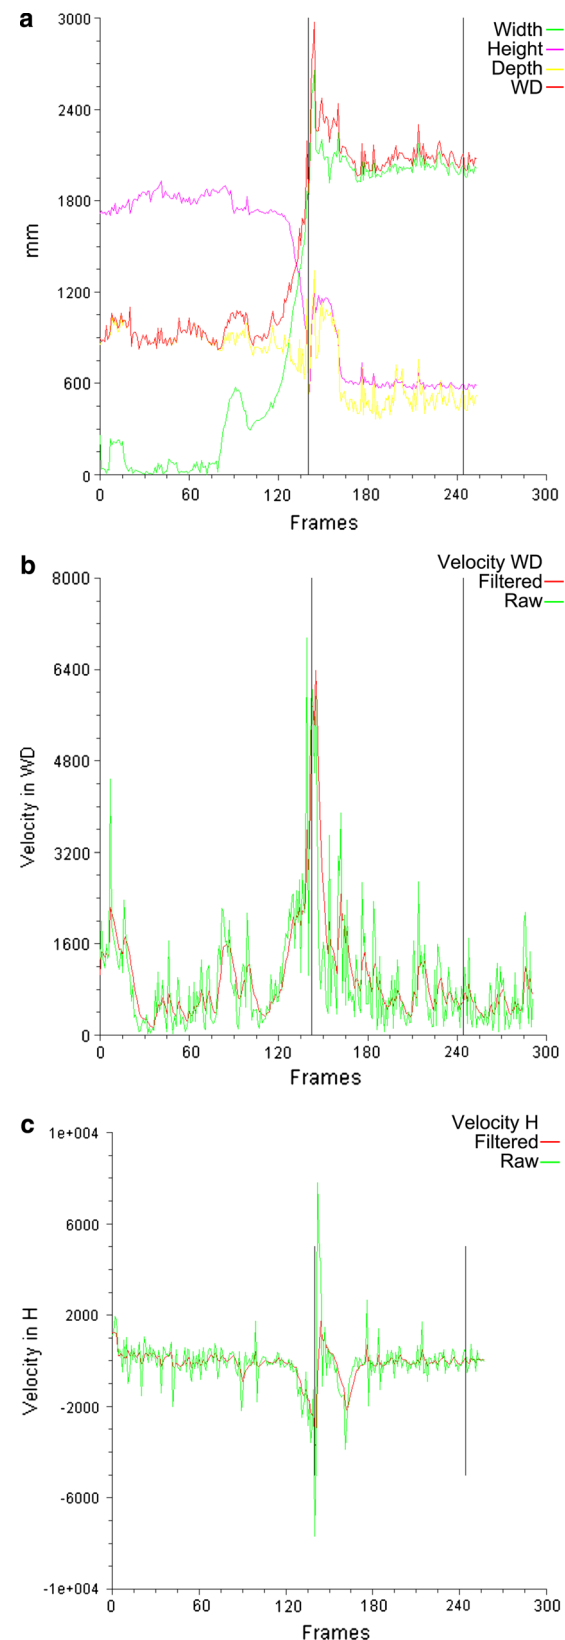 a
3000
Width
Height
Depth
WD
2400
1800
mm
1200
600
0
0 60 120 180 240 300
Frames
b
Velocity WD
8000
Filtered
Raw
6400
4800
Velocity in WD
3200
1600
0
0 60 120 180 240 300
Frames
c
Velocity H
1e+004
Filtered
Raw
6000
2000
Velocity in H
-2000
-6000
-1e+004
0 60 120 180 240 300
Frames